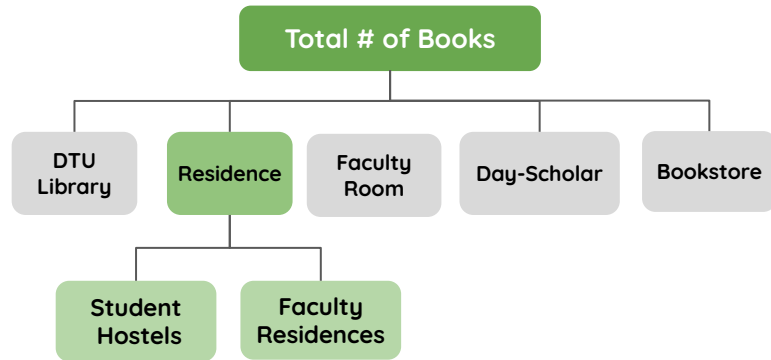 Total # of Books
DTU
Library
Residence
Faculty
Room
Day-Scholar
Bookstore
Student
Hostels
Faculty
Residences